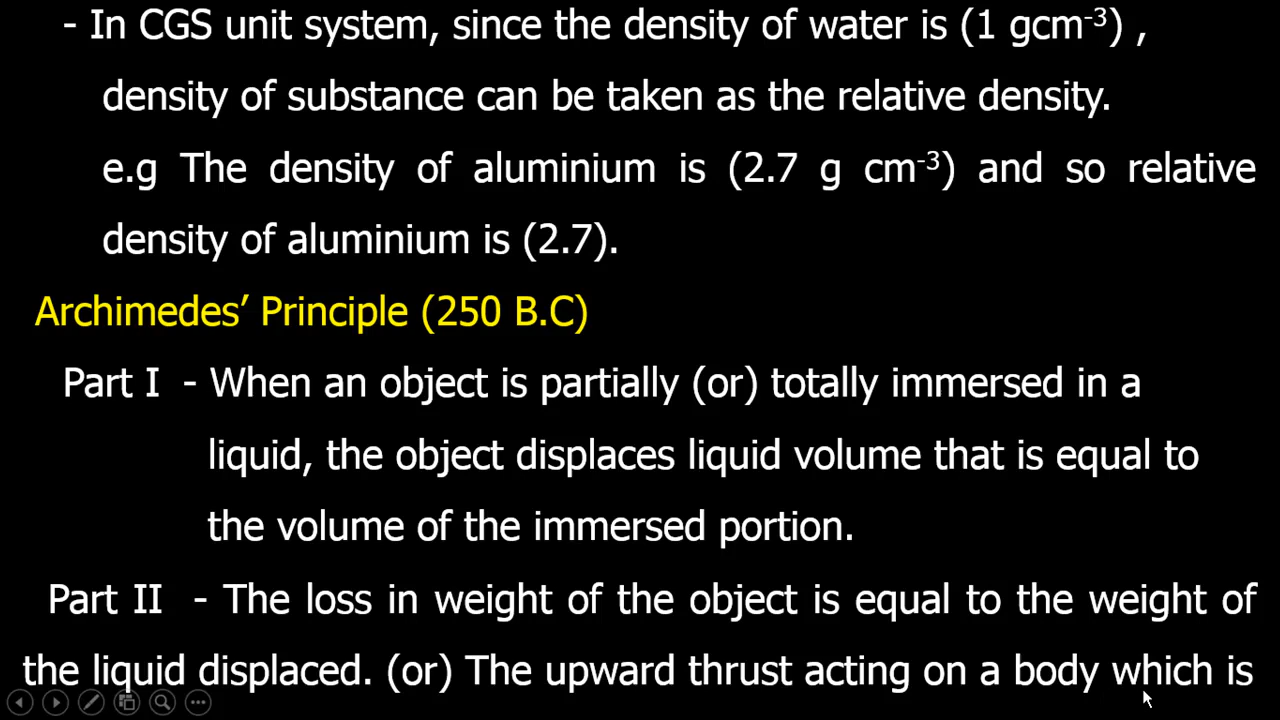 - In CGS unit system, since the density of water is (1 gcm⁻³) ,
density of substance can be taken as the relative density.
e.g The density of aluminium is (2.7 g cm⁻³) and so relative
density of aluminium is (2.7).
Archimedes’ Principle (250 B.C)
Part I - When an object is partially (or) totally immersed in a
liquid, the object displaces liquid volume that is equal to
the volume of the immersed portion.
Part II - The loss in weight of the object is equal to the weight of
the liquid displaced. (or) The upward thrust acting on a body which is